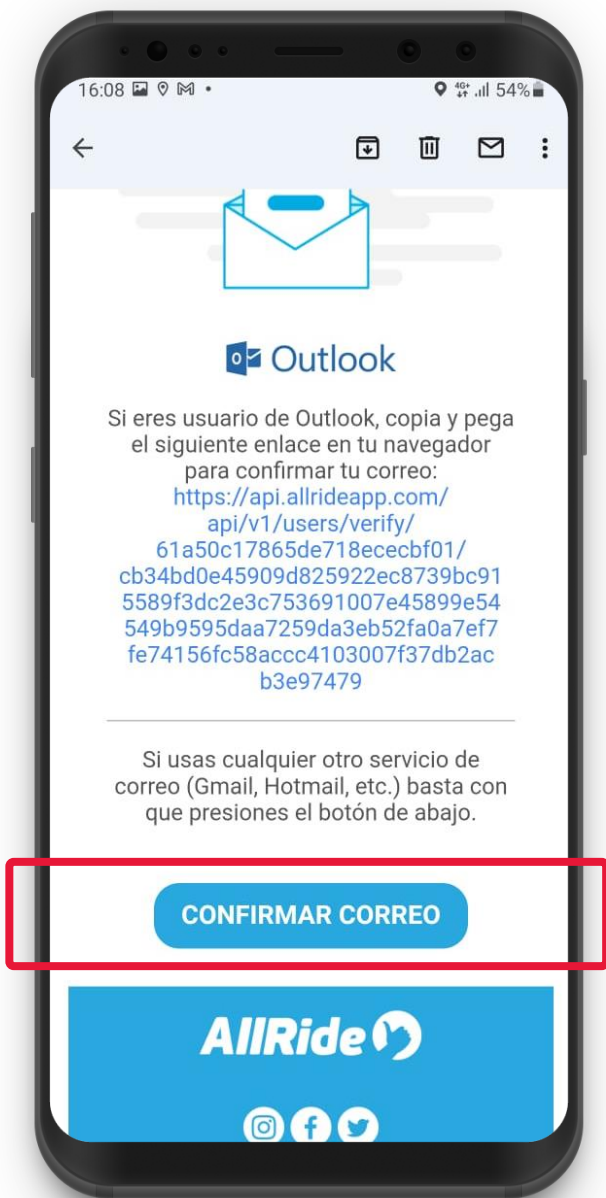 16:08
4G+ 54%
Outlook
Si eres usuario de Outlook, copia y pega
el siguiente enlace en tu navegador
para confirmar tu correo:
https://api.allrideapp.com/
api/v1/users/verify/
61a50c17865de718ececbf01/
cb34bd0e45909d825922ec8739bc91
5589f3dc2e3c753691007e45899e54
549b9595daa7259da3eb52fa0a7ef7
fe74156fc58accc4103007f37db2ac
b3e97479
Si usas cualquier otro servicio de
correo (Gmail, Hotmail, etc.) basta con
que presiones el botón de abajo.
CONFIRMAR CORREO
AllRide